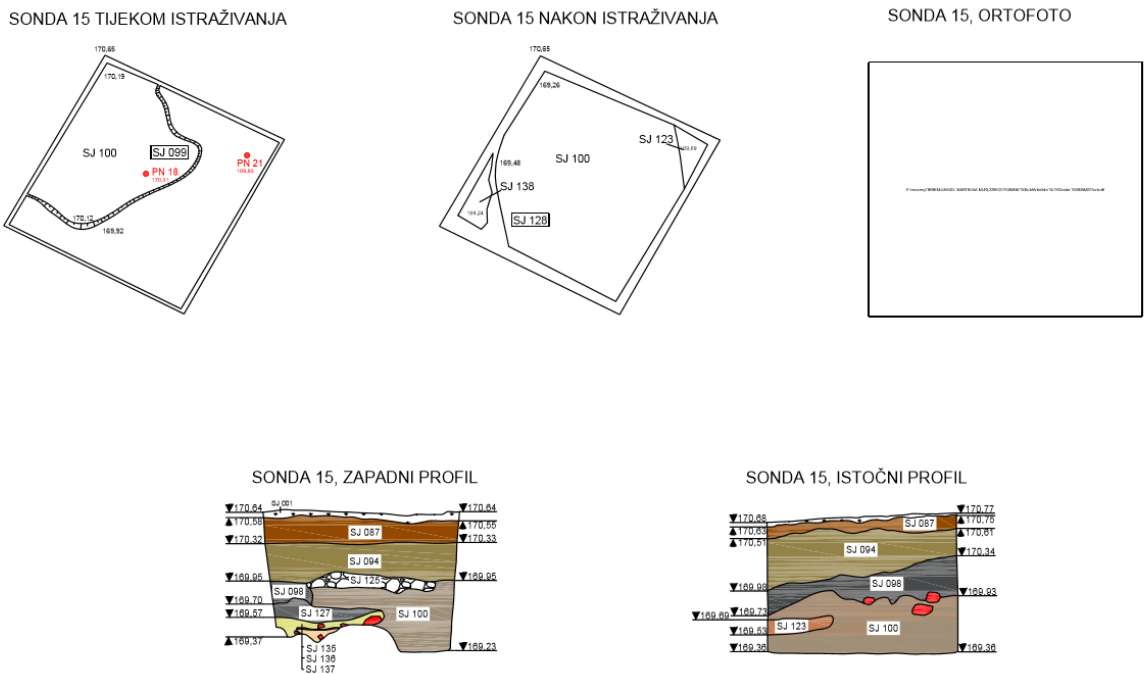 SONDA 15 TIJEKOM ISTRAŽIVANJA
170,65
170,19
SJ 100
SJ 099
PN 18
PN 21
170,12
169,92
SONDA 15 NAKON ISTRAŽIVANJA
170,65
169,26
SJ 123
169,48
SJ 100
SJ 138
SJ 128
SONDA 15, ORTOFOTO
SONDA 15, ZAPADNI PROFIL
SJ 001
170,64
170,64
170,58
170,55
SJ 087
170,32
170,33
SJ 094
169,95
SJ 125
169,95
SJ 098
169,70
169,57
SJ 127
SJ 100
169,37
169,23
SJ 135
SJ 136
SJ 137
SONDA 15, ISTOČNI PROFIL
170,77
170,68
SJ 087
170,75
170,63
170,61
170,51
SJ 094
170,34
169,98
SJ 098
169,93
169,73
169,69
SJ 123
SJ 100
169,53
169,36
169,36